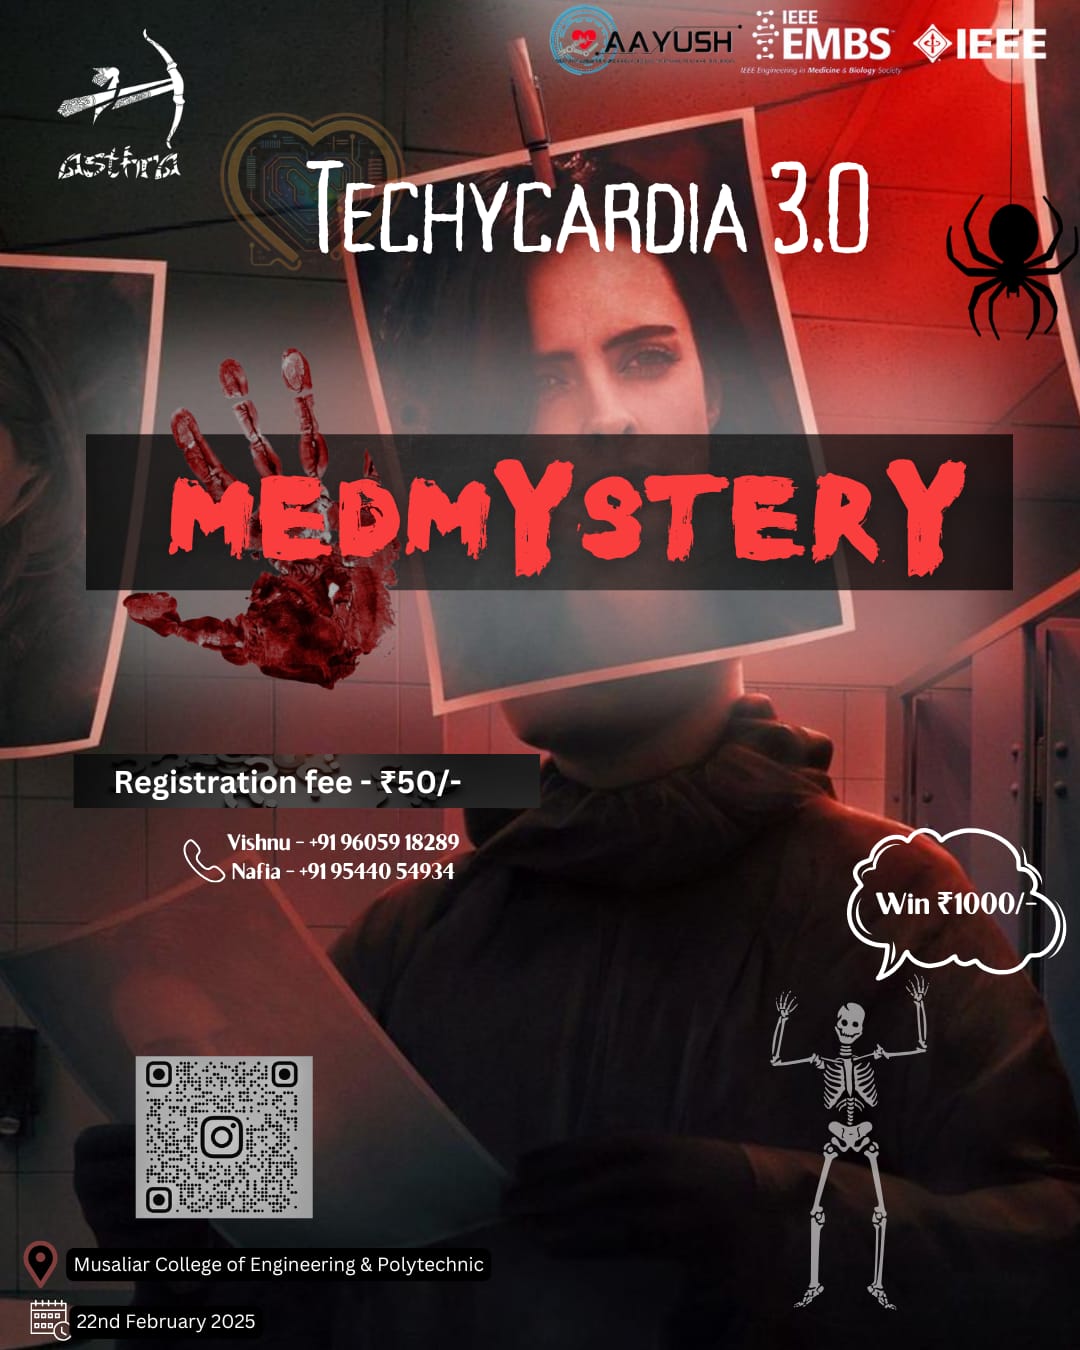 asthra
AAYUSH
IEEE
EMBS
IEEE Engineering in Medicine & Biology Society
IEEE
TECHYCARDIA 3.0
MEDMYSTERY
Registration fee - ₹50/-
Vishnu - +91 96059 18289
Nafia - +91 95440 54934
Win ₹1000/-
Musaliar College of Engineering & Polytechnic
22nd February 2025